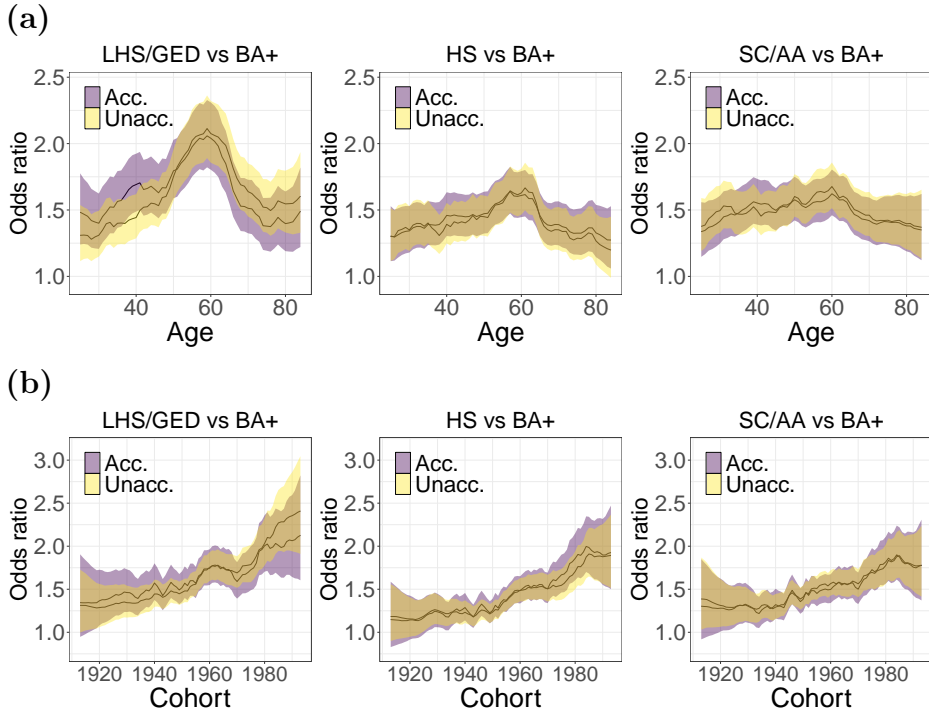 (a)
LHS/GED vs BA+
HS vs BA+
SC/AA vs BA+
Odds ratio
2.5
2.0
1.5
1.0
Acc.
Unacc.
40
60
80
Age
Odds ratio
2.5
2.0
1.5
1.0
Acc.
Unacc.
40
60
80
Age
Odds ratio
2.5
2.0
1.5
1.0
Acc.
Unacc.
40
60
80
Age
(b)
LHS/GED vs BA+
HS vs BA+
SC/AA vs BA+
Odds ratio
3.0
2.5
2.0
1.5
1.0
Acc.
Unacc.
1920
1940
1960
1980
Cohort
Odds ratio
3.0
2.5
2.0
1.5
1.0
Acc.
Unacc.
1920
1940
1960
1980
Cohort
Odds ratio
3.0
2.5
2.0
1.5
1.0
Acc.
Unacc.
1920
1940
1960
1980
Cohort